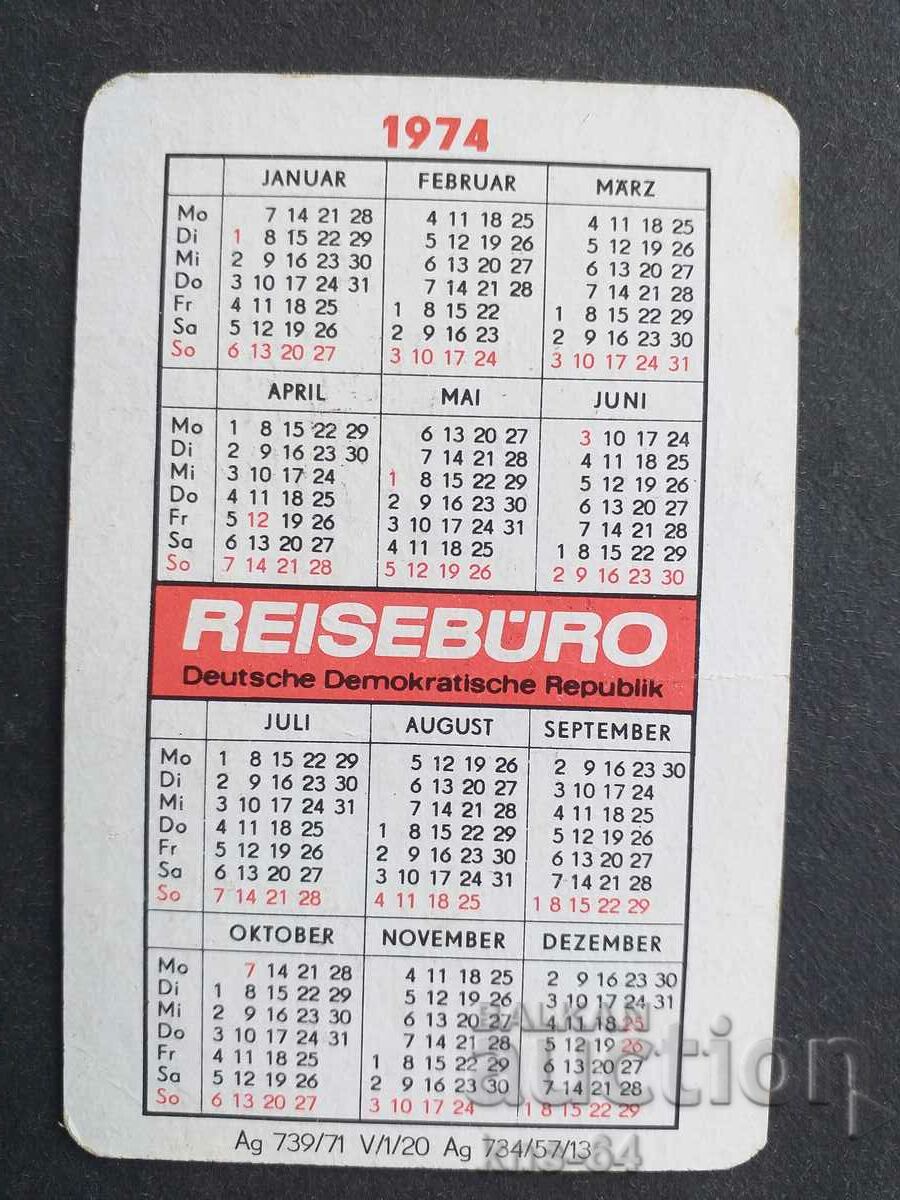 1974
JANUAR FEBRUAR MÄRZ
Mo 7 14 21 28 4 11 18 25 4 11 18 25
Di 1 8 15 22 29 5 12 19 26 5 12 19 26
Mi 2 9 16 23 30 6 13 20 27 6 13 20 27
Do 3 10 17 24 31 7 14 21 28 7 14 21 28
Fr 4 11 18 25 1 8 15 22 1 8 15 22 29
Sa 5 12 19 26 2 9 16 23 2 9 16 23 30
So 6 13 20 27 3 10 17 24 3 10 17 24 31
APRIL MAI JUNI
Mo 1 8 15 22 29 6 13 20 27 3 10 17 24
Di 2 9 16 23 30 7 14 21 28 4 11 18 25
Mi 3 10 17 24 1 8 15 22 29 5 12 19 26
Do 4 11 18 25 2 9 16 23 30 6 13 20 27
Fr 5 12 19 26 3 10 17 24 31 7 14 21 28
Sa 6 13 20 27 4 11 18 25 1 8 15 22 29
So 7 14 21 28 5 12 19 26 2 9 16 23 30
REISEBÜRO
Deutsche Demokratische Republik
JULI AUGUST SEPTEMBER
Mo 1 8 15 22 29 5 12 19 26 2 9 16 23 30
Di 2 9 16 23 30 6 13 20 27 3 10 17 24
Mi 3 10 17 24 31 7 14 21 28 4 11 18 25
Do 4 11 18 25 1 8 15 22 29 5 12 19 26
Fr 5 12 19 26 2 9 16 23 30 6 13 20 27
Sa 6 13 20 27 3 10 17 24 31 7 14 21 28
So 7 14 21 28 4 11 18 25 1 8 15 22 29
OKTOBER NOVEMBER DEZEMBER
Mo 7 14 21 28 4 11 18 25 2 9 16 23 30
Di 1 8 15 22 29 5 12 19 26 3 10 17 24 31
Mi 2 9 16 23 30 6 13 20 27 4 11 18 25
Do 3 10 17 24 31 7 14 21 28 5 12 19 26
Fr 4 11 18 25 1 8 15 22 29 6 13 20 27
Sa 5 12 19 26 2 9 16 23 30 7 14 21 28
So 6 13 20 27 3 10 17 24 1 8 15 22 29
Ag 739/71 V/1/20 Ag 734/57/13
BALKAN
auction
kris-64